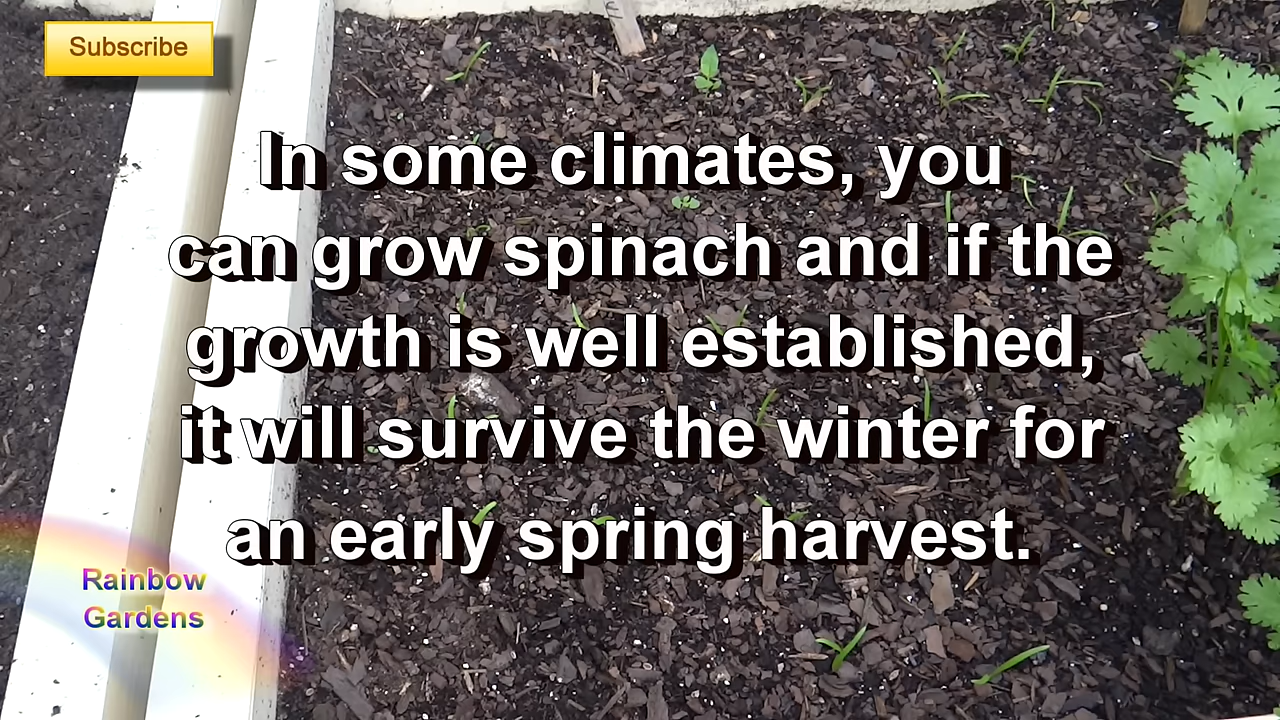 Subscribe
In some climates, you
can grow spinach and if the
growth is well established,
it will survive the winter for
an early spring harvest.
Rainbow
Gardens